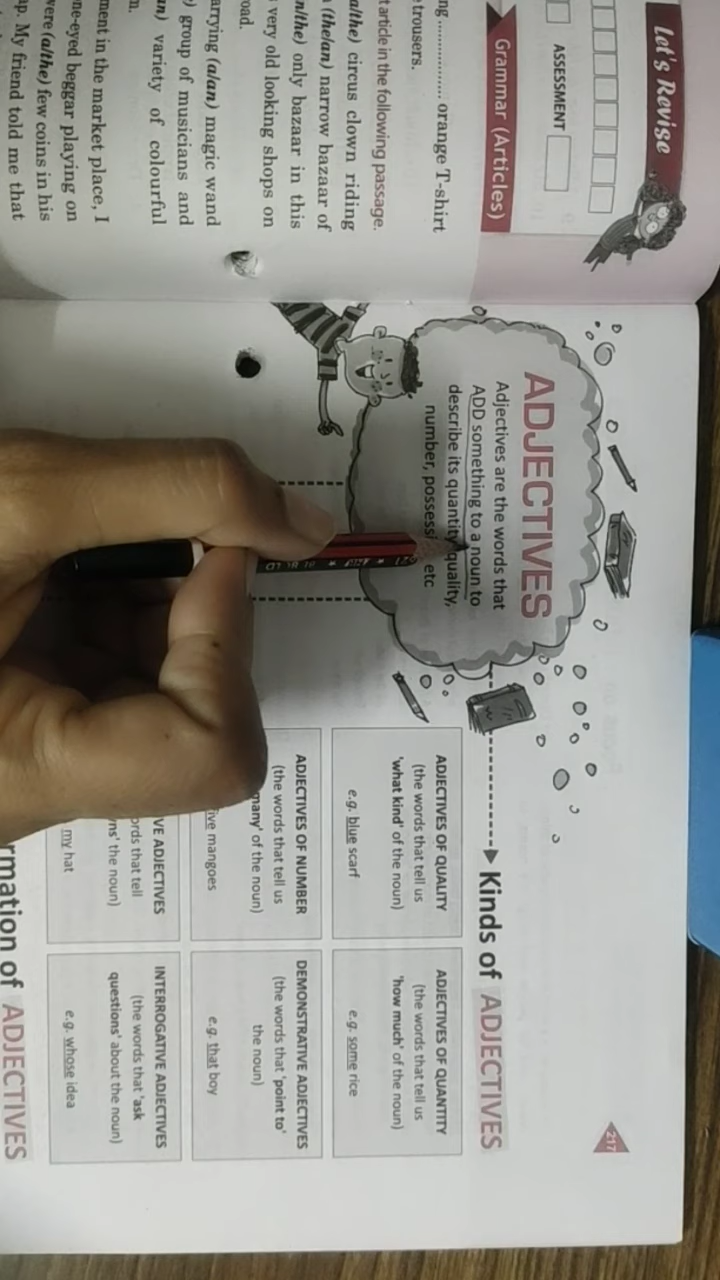 Let's Revise
ASSESSMENT
Grammar (Articles)
ng ................ orange T-shirt
trousers.
t article in the following passage.
a/the) circus clown riding
(the/an) narrow bazaar of
n/the) only bazaar in this
very old looking shops on
oad.
arrying (a/an) magic wand
group of musicians and
an) variety of colourful
m.
ment in the market place, I
ne-eyed beggar playing on
were (a/the) few coins in his
ap. My friend told me that
ADJECTIVES
Adjectives are the words that
ADD something to a noun to
describe its quantity, quality,
number, possessi etc
217
Kinds of ADJECTIVES
ADJECTIVES OF QUALITY
(the words that tell us
'what kind' of the noun)
e.g. blue scarf
ADJECTIVES OF QUANTITY
(the words that tell us
'how much' of the noun)
e.g. some rice
ADJECTIVES OF NUMBER
(the words that tell us
many' of the noun)
ive mangoes
DEMONSTRATIVE ADJECTIVES
(the words that 'point to'
the noun)
e.g. that boy
VE ADJECTIVES
ords that tell
ns' the noun)
my hat
INTERROGATIVE ADJECTIVES
(the words that 'ask
questions' about the noun)
e.g. whose idea
rmation of ADJECTIVES